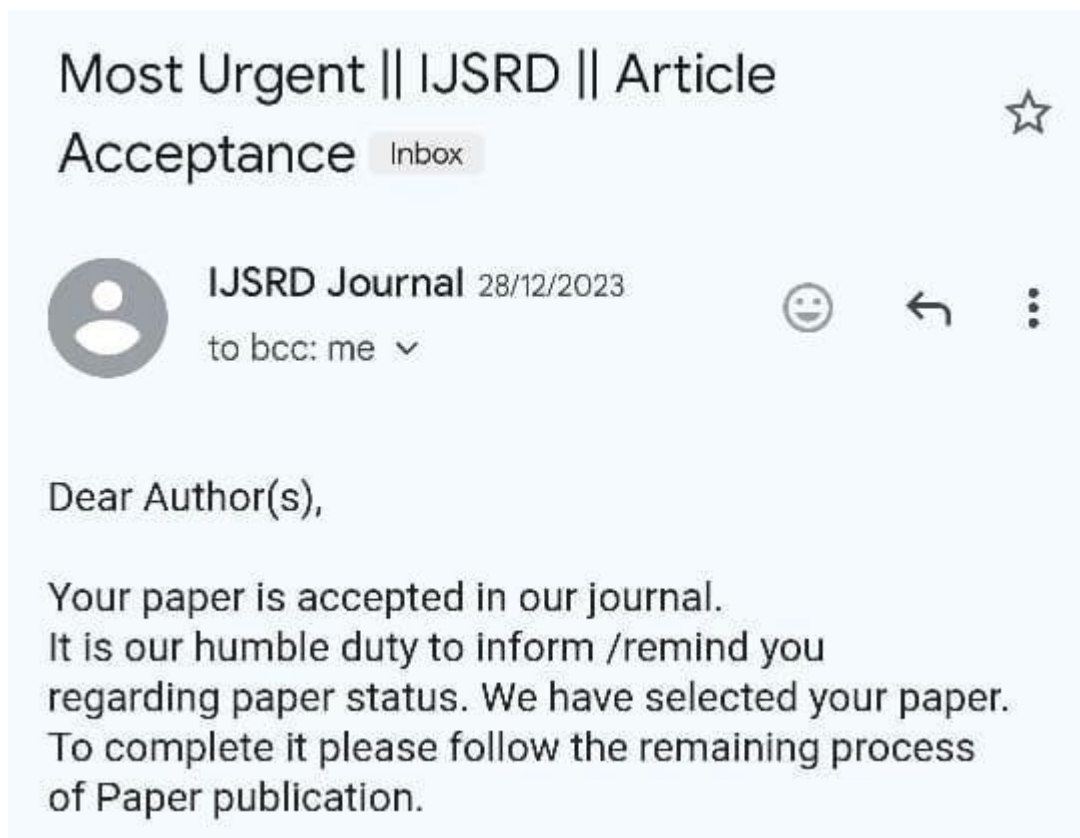 Most Urgent || IJSRD || Article
Acceptance Inbox
IJSRD Journal 28/12/2023
to bcc: me
Dear Author(s),
Your paper is accepted in our journal.
It is our humble duty to inform /remind you
regarding paper status. We have selected your paper.
To complete it please follow the remaining process
of Paper publication.